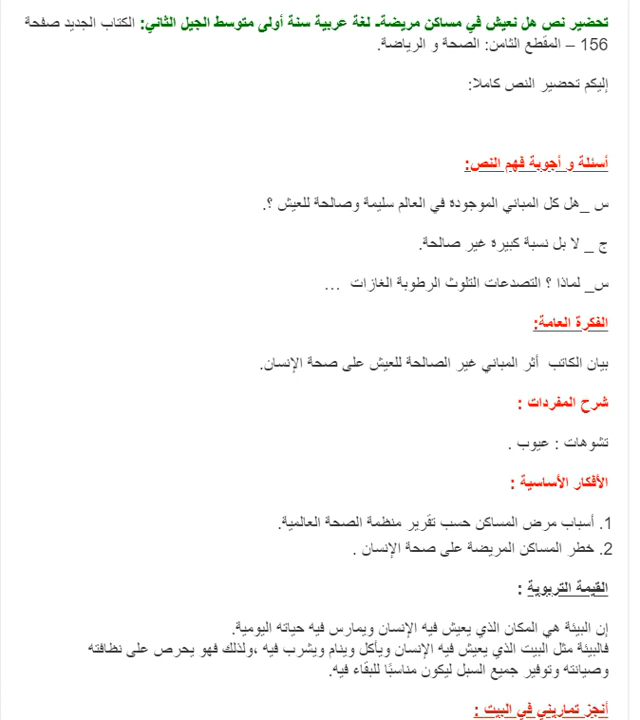 تحضير نص هل نعيش في مساكن مريضة- لغة عربية سنة أولى متوسط الجيل الثاني: الكتاب الجديد صفحة
156 – المقطع الثامن: الصحة و الرياضة.
إليكم تحضير النص كاملا:
أسئلة و أجوبة فهم النص:
س _هل كل المباني الموجودة في العالم سليمة وصالحة للعيش ؟.
ج _ لا بل نسبة كبيرة غير صالحة.
س_ لماذا ؟ التصدعات التلوث الرطوبة الغازات ...
الفكرة العامة:
بيان الكاتب أثر المباني غير الصالحة للعيش على صحة الإنسان.
شرح المفردات :
تشوهات : عيوب .
الأفكار الأساسية :
1. أسباب مرض المساكن حسب تقرير منظمة الصحة العالمية.
2. خطر المساكن المريضة على صحة الإنسان .
القيمة التربوية :
إن البيئة هي المكان الذي يعيش فيه الإنسان ويمارس فيه حياته اليومية.
فالبيئة مثل البيت الذي يعيش فيه الإنسان ويأكل وينام ويشرب فيه ،ولذلك فهو يحرص على نظافته
وصيانته وتوفير جميع السبل ليكون مناسبًا للبقاء فيه.
أنجز تماريني في البيت :